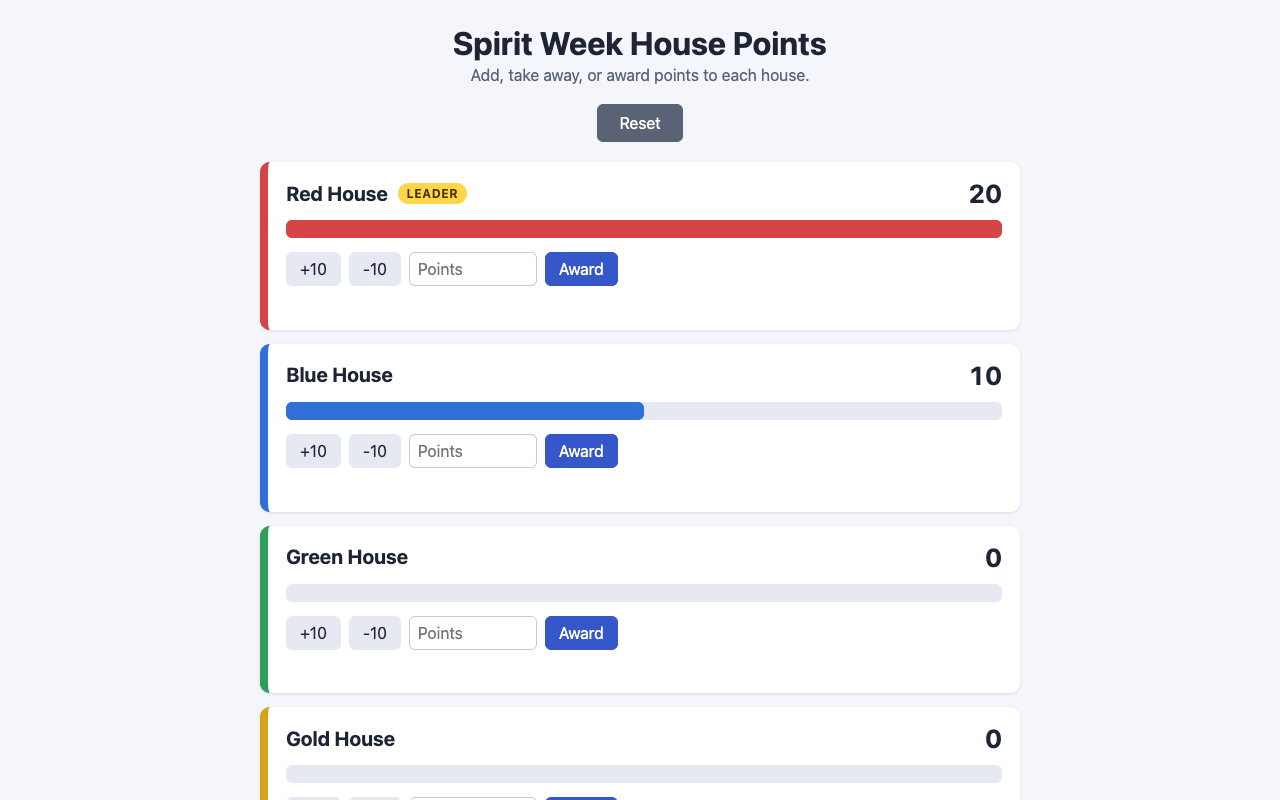 Spirit Week House Points
Add, take away, or award points to each house.
Reset
Red House LEADER 20
+10 -10 Points Award
Blue House 10
+10 -10 Points Award
Green House 0
+10 -10 Points Award
Gold House 0